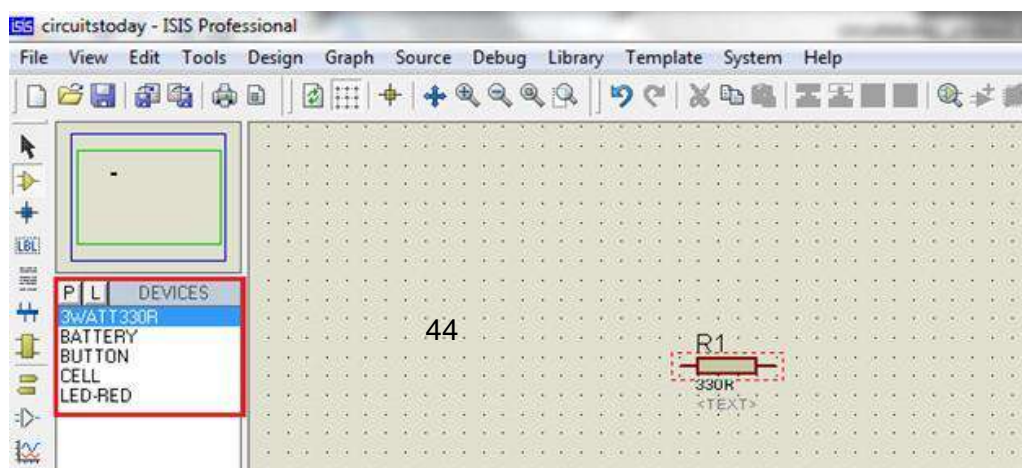 ISIS circuitstoday - ISIS Professional
File View Edit Tools Design Graph Source Debug Library Template System Help
LBL
P L DEVICES
3WATT330R
BATTERY
BUTTON
CELL
LED-RED
44
R1
330R
<TEXT>